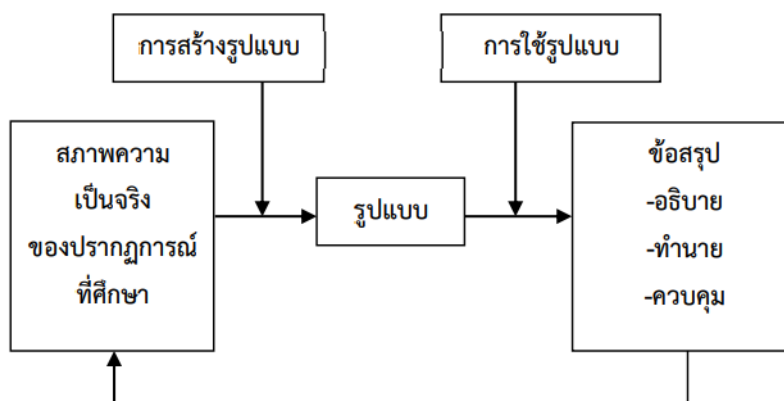 การสร้างรูปแบบ
การใช้รูปแบบ
สภาพความ
เป็นจริง
ของปรากฏการณ์
ที่ศึกษา
รูปแบบ
ข้อสรุป
-อธิบาย
-ทำนาย
-ควบคุม